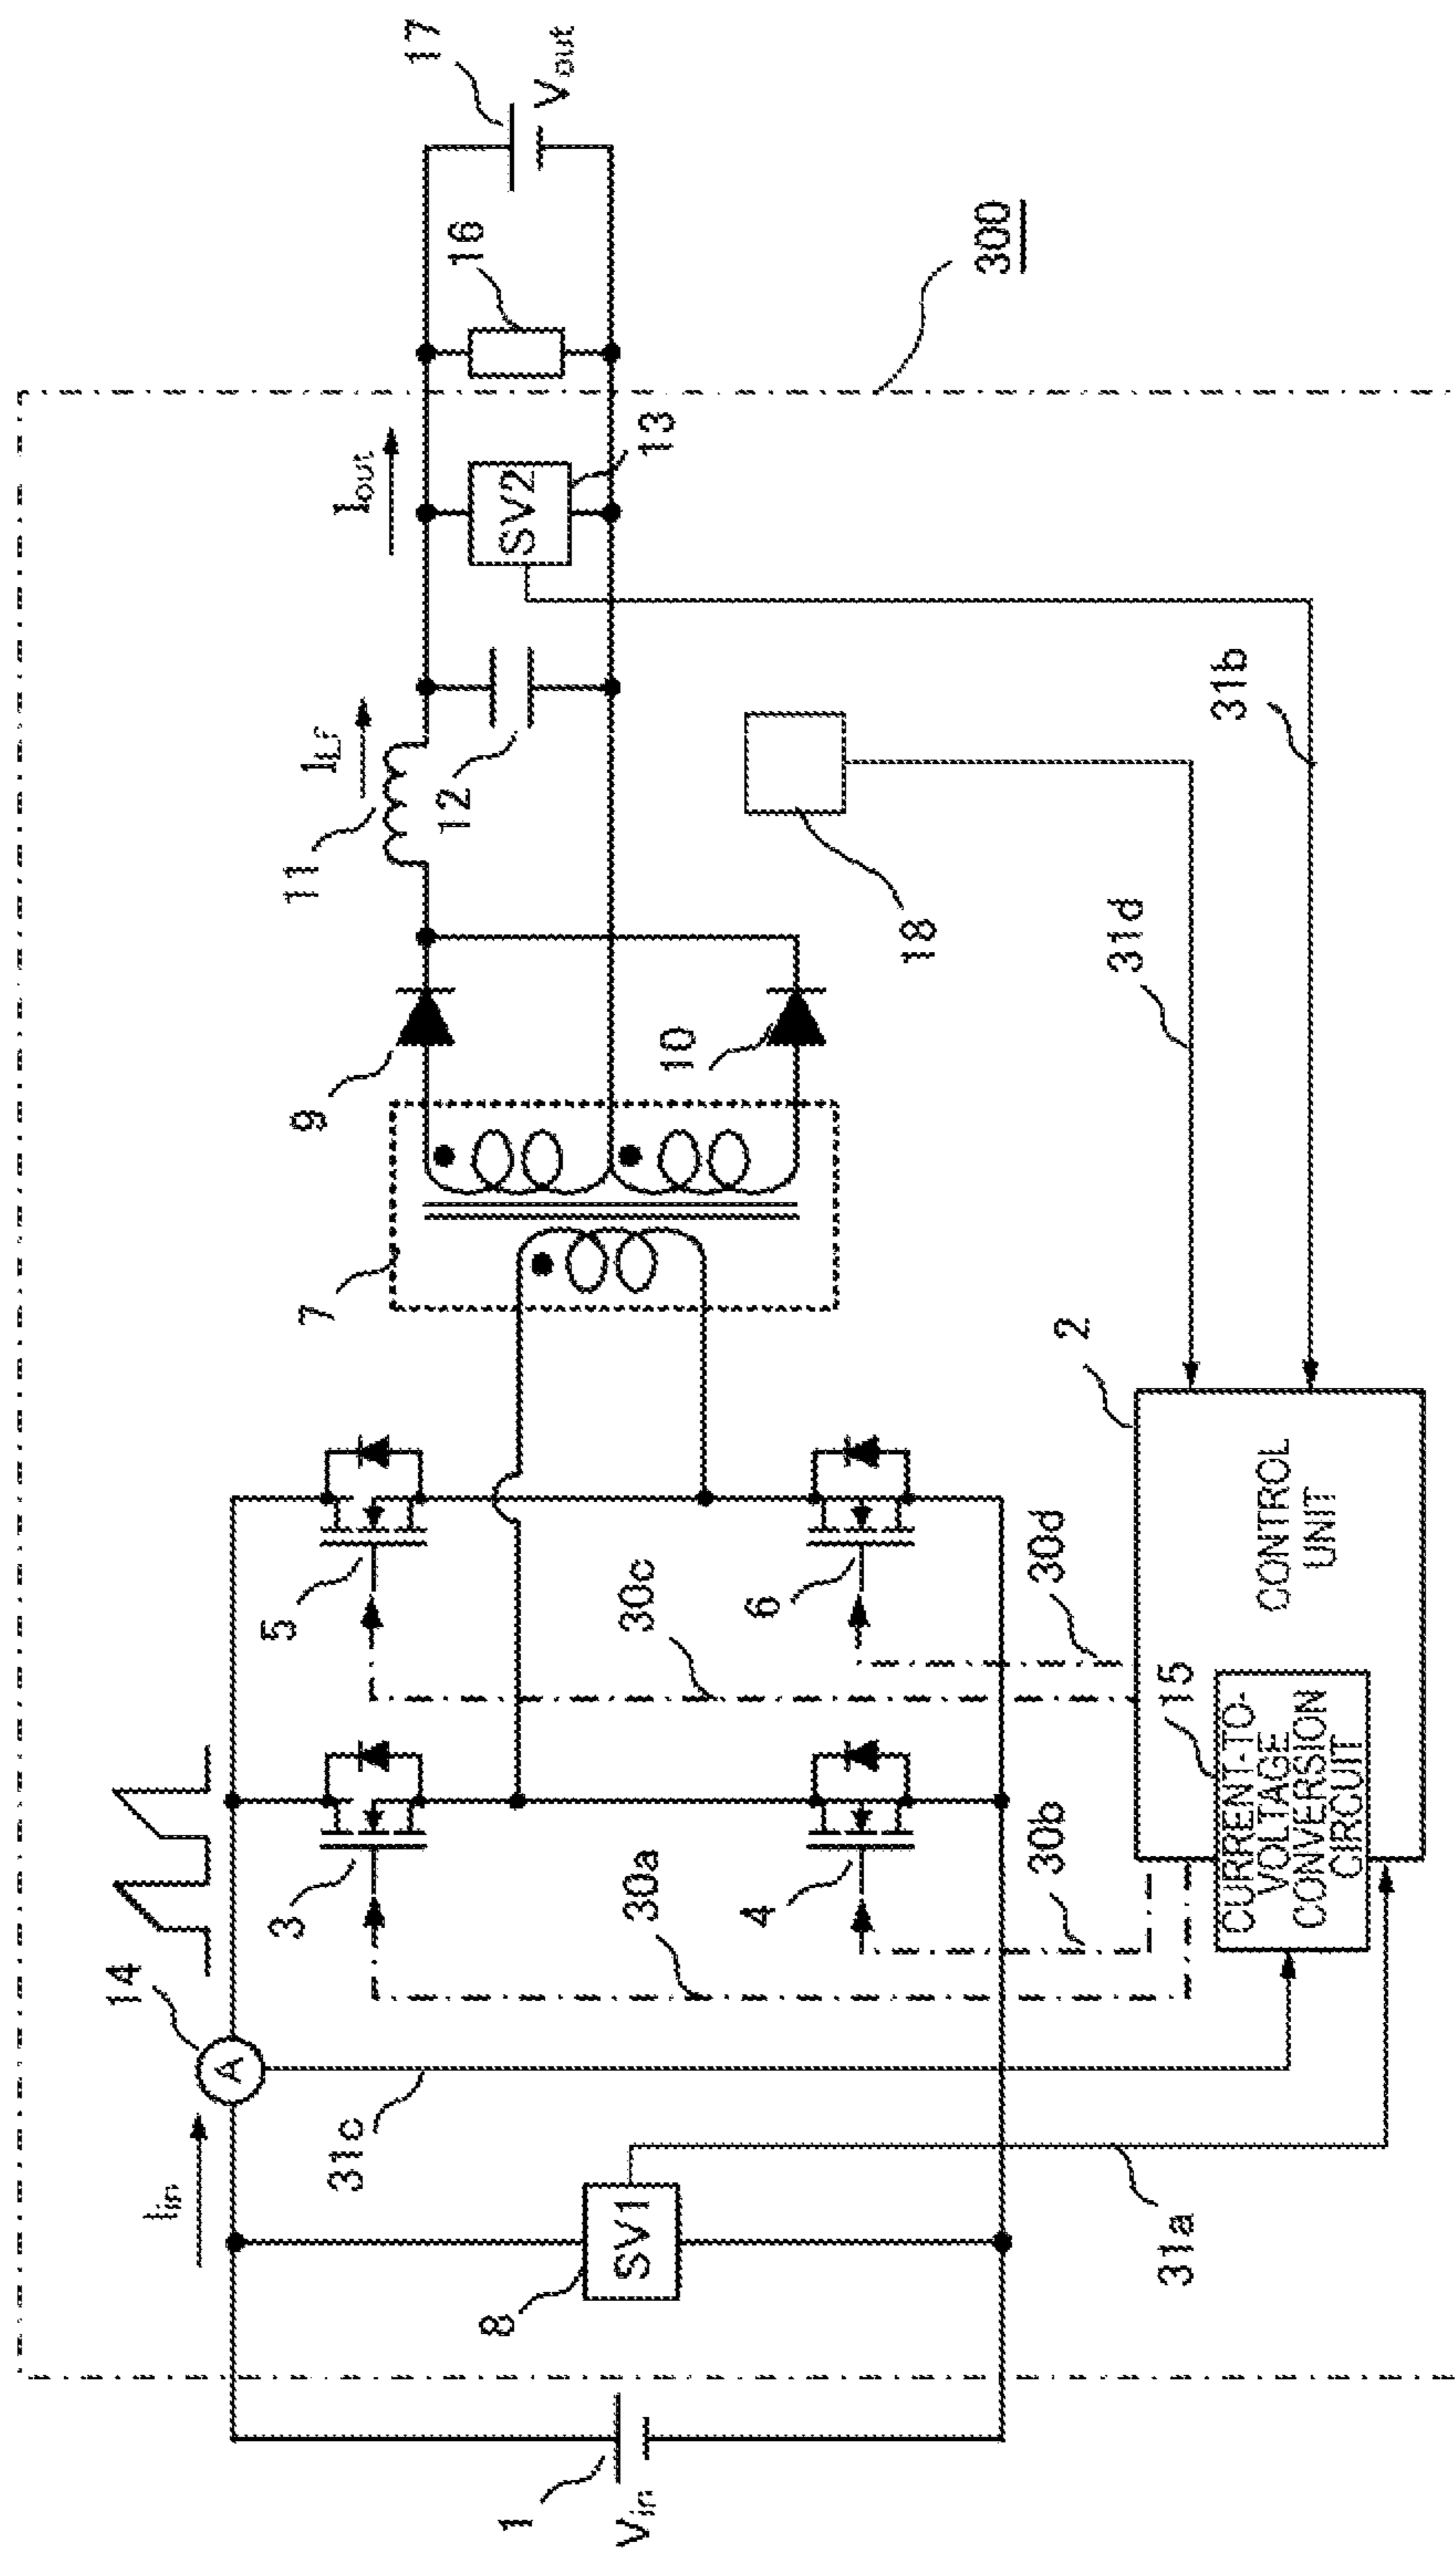 1
Vin
8
SV1
Iin
14
A
31c
31a
3
30a
4
30b
5
30c
6
30d
15
CURRENT-TO-
VOLTAGE
CONVERSION
CIRCUIT
CONTROL
UNIT
2
7
9
10
11
ILF
12
18
31d
31b
Iout
SV2
13
16
17
Vout
300